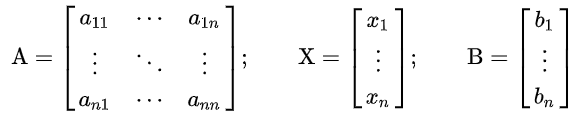 A = [a₁₁ ⋯ a₁ₙ ; ⋮ ⋱ ⋮ ; aₙ₁ ⋯ aₙₙ]; X = [x₁ ; ⋮ ; xₙ]; B = [b₁ ; ⋮ ; bₙ]